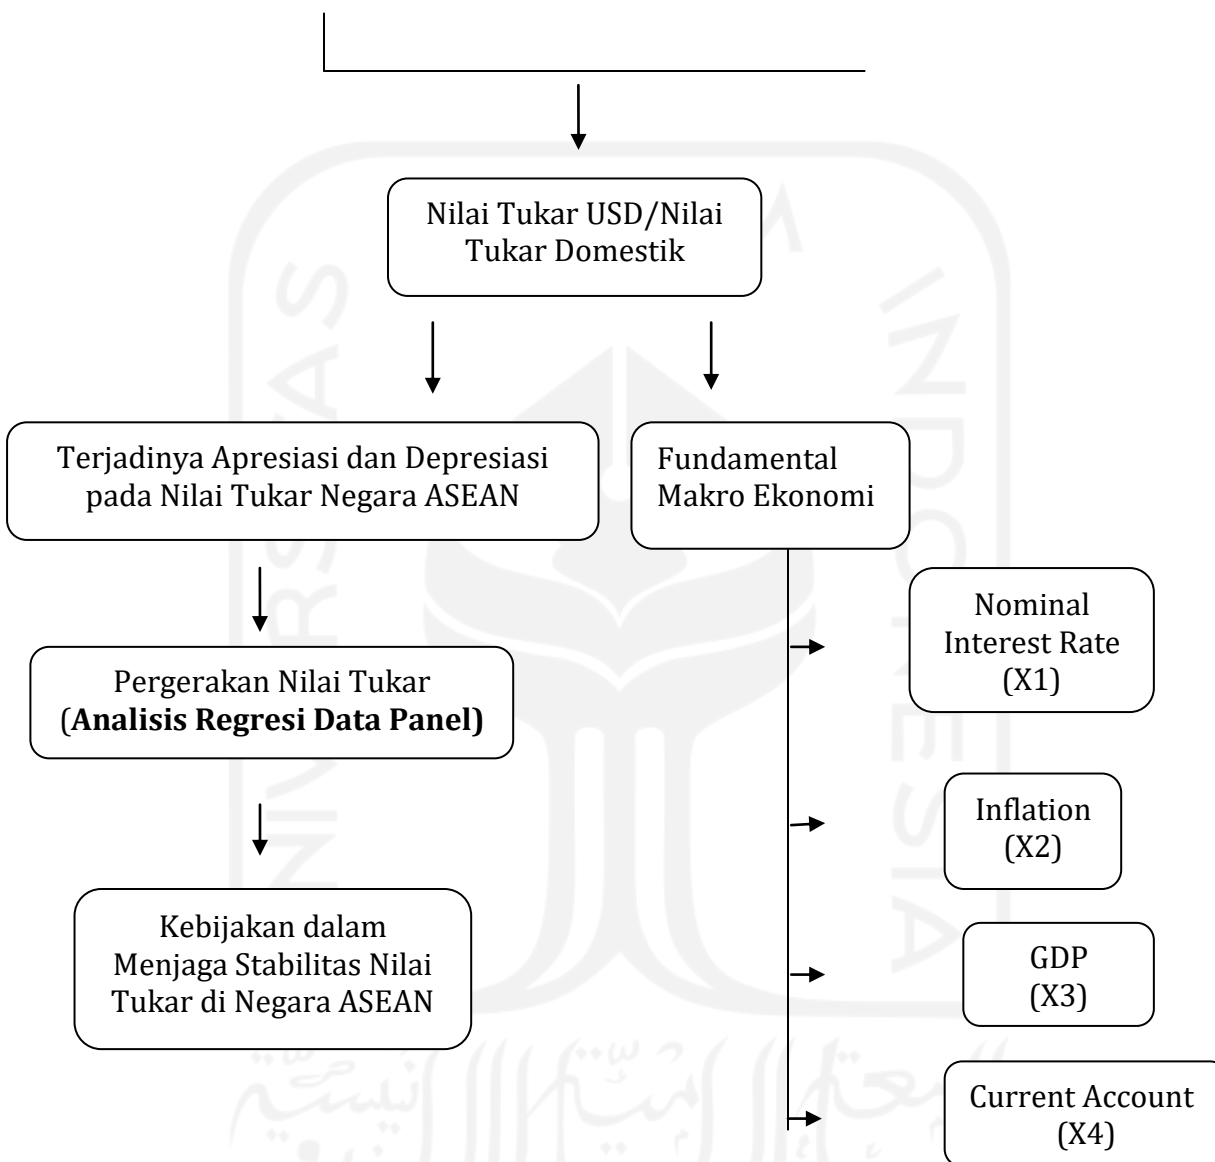 Nilai Tukar USD/Nilai
Tukar Domestik
Terjadinya Apresiasi dan Depresiasi
pada Nilai Tukar Negara ASEAN
Fundamental
Makro Ekonomi
Nominal
Interest Rate
(X1)
Pergerakan Nilai Tukar
(Analisis Regresi Data Panel)
Inflation
(X2)
Kebijakan dalam
Menjaga Stabilitas Nilai
Tukar di Negara ASEAN
GDP
(X3)
Current Account
(X4)
INDONESIA